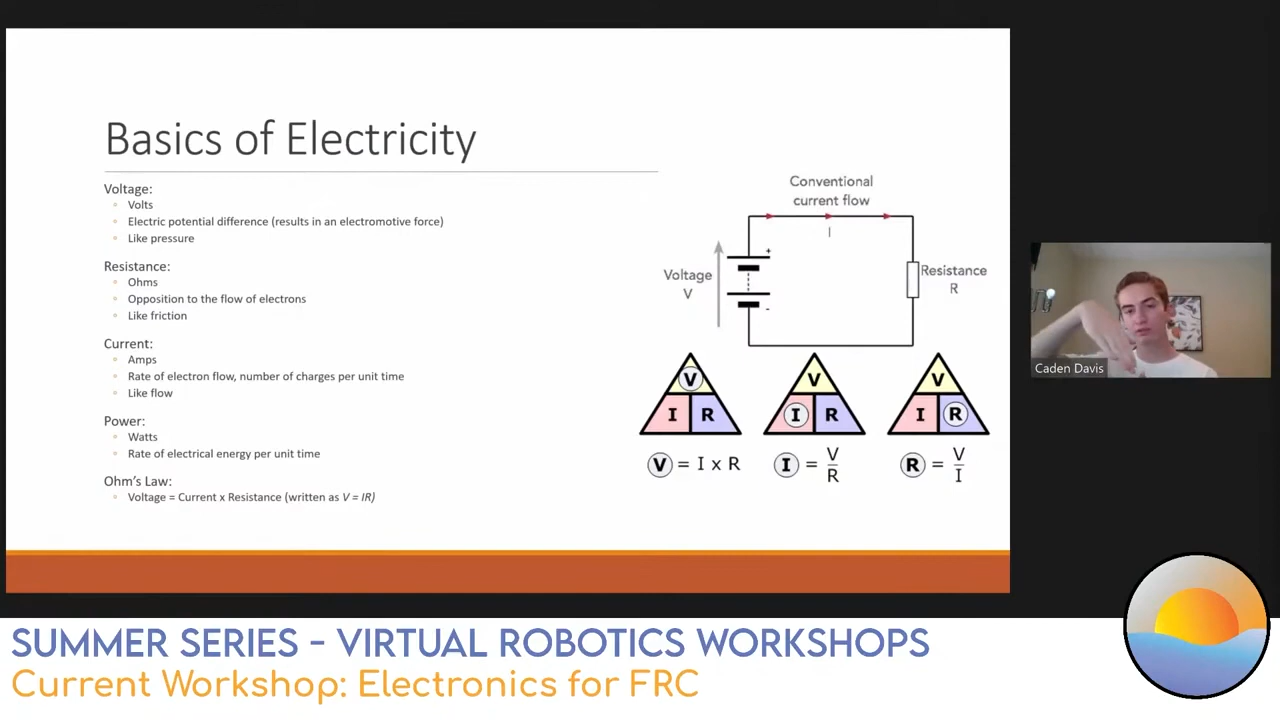 Basics of Electricity
Voltage:
Volts
Electric potential difference (results in an electromotive force)
Like pressure
Resistance:
Ohms
Opposition to the flow of electrons
Like friction
Current:
Amps
Rate of electron flow, number of charges per unit time
Like flow
Power:
Watts
Rate of electrical energy per unit time
Ohm's Law:
Voltage = Current x Resistance (written as V = IR)
Conventional
current flow
I
+
Voltage
V
-
Resistance
R
V
I R
V = I x R
V
I R
I = V/R
V
I R
R = V/I
Caden Davis
SUMMER SERIES - VIRTUAL ROBOTICS WORKSHOPS
Current Workshop: Electronics for FRC